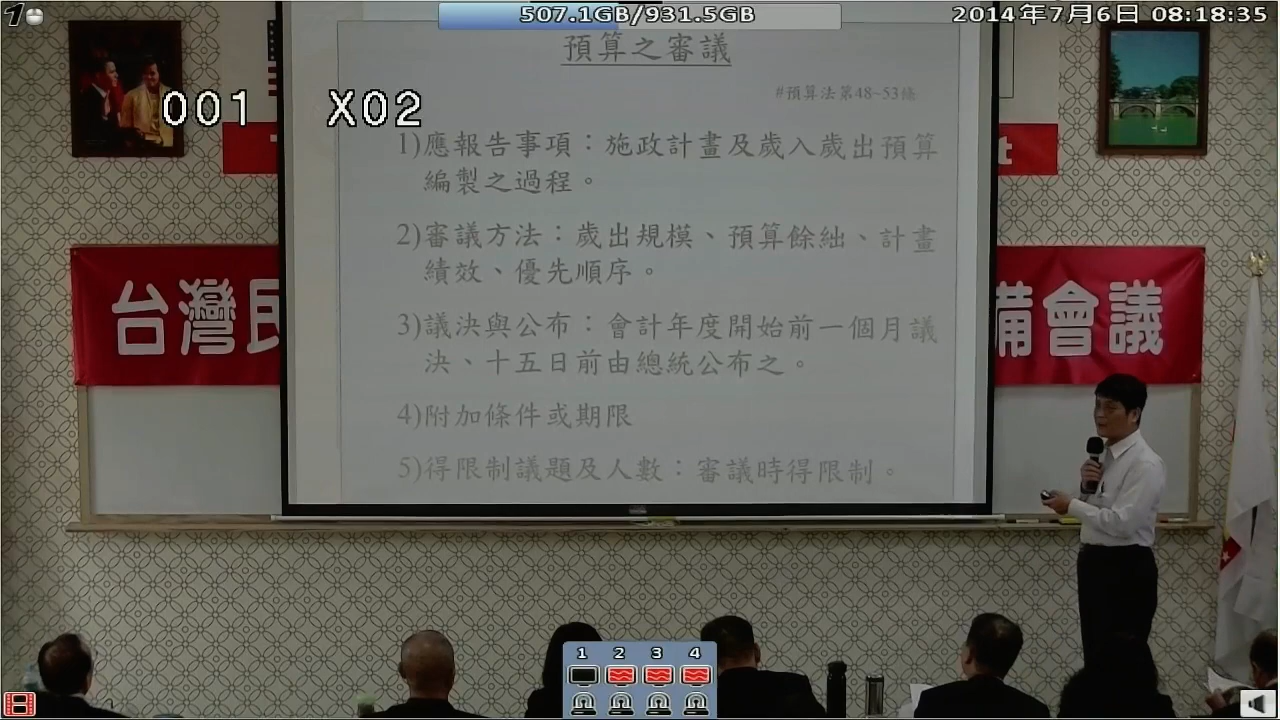 1
507.1GB/931.5GB
2014年7月6日 08:18:35
預算之審議
#預算法第48~53條
001 X02
t
1)應報告事項：施政計畫及歲入歲出預算
編製之過程。
2)審議方法：歲出規模、預算餘絀、計畫
績效、優先順序。
台灣民
備會議
3)議決與公布：會計年度開始前一個月議
決、十五日前由總統公布之。
4)附加條件或期限
5)得限制議題及人數：審議時得限制。
1 2 3 4